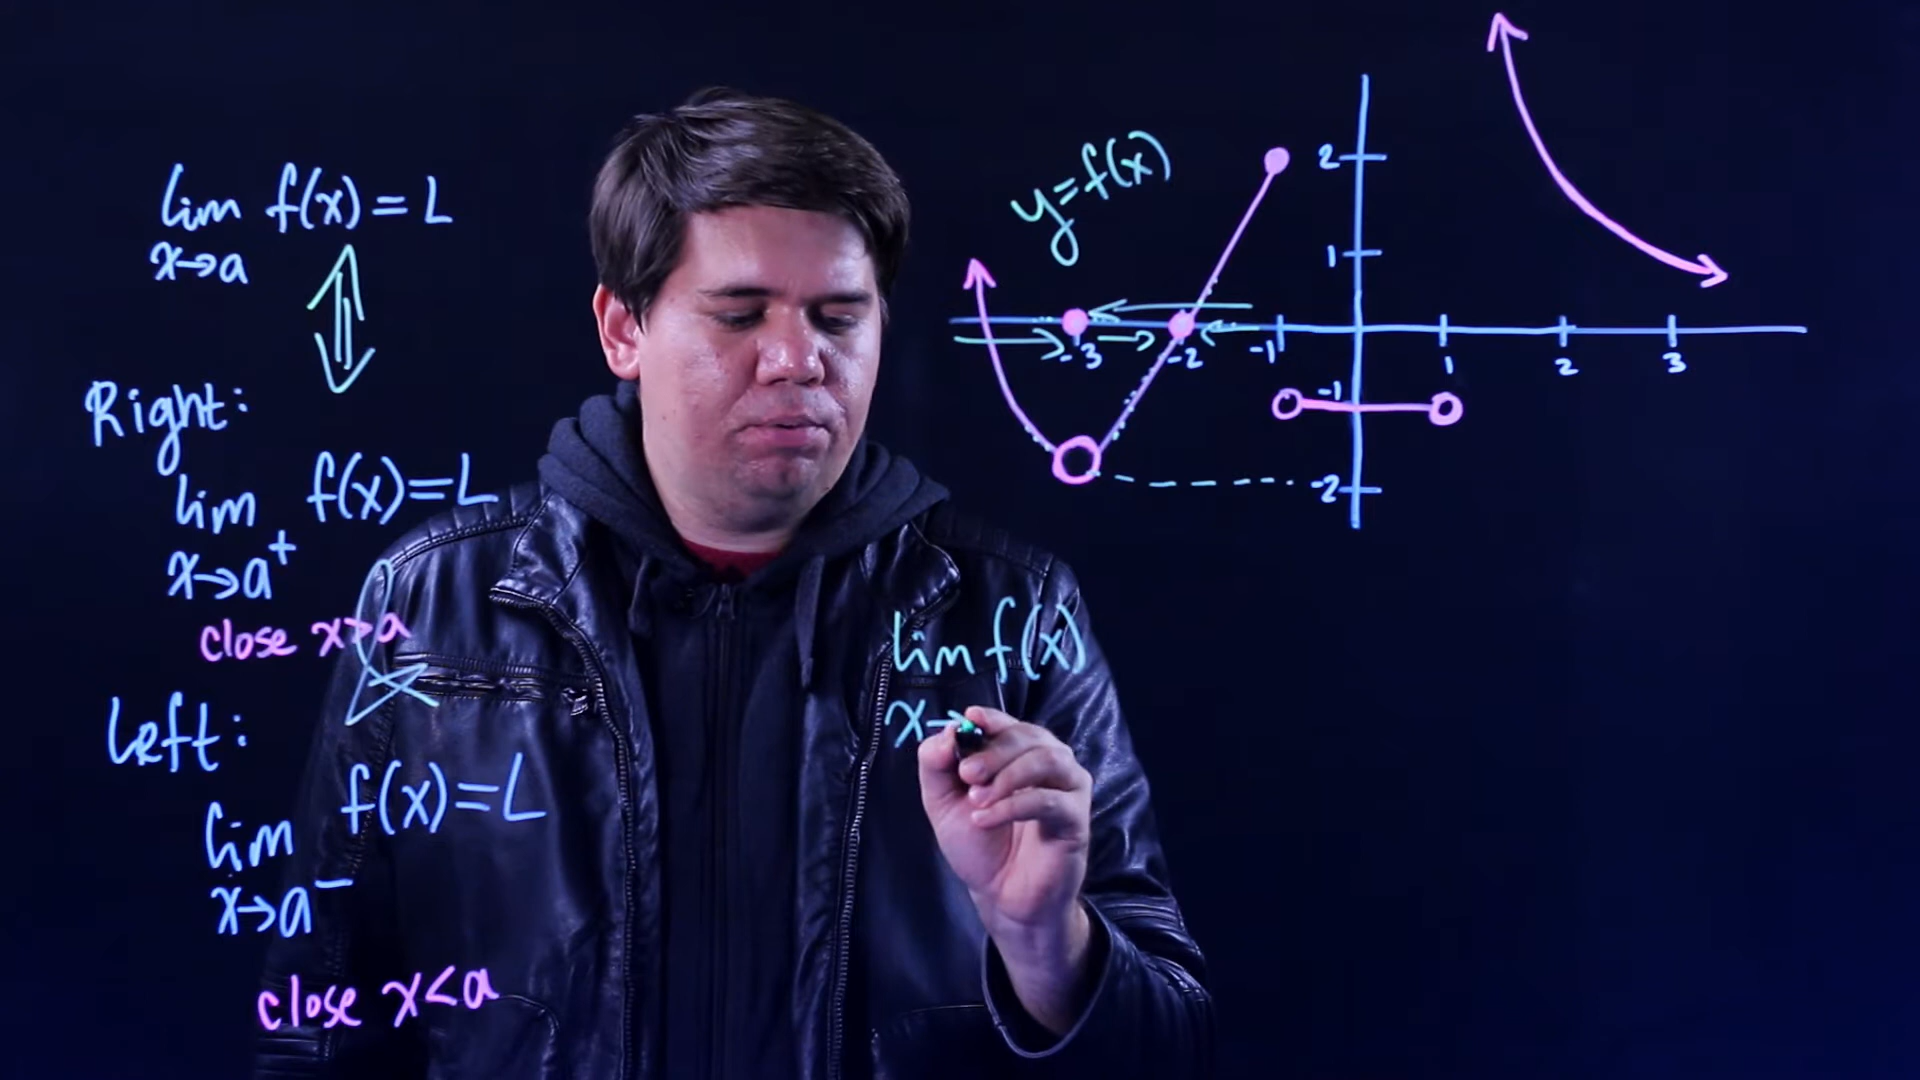 lim f(x) = L
x→a
Right:
lim f(x) = L
x→a⁺
close x>a
Left:
lim f(x) = L
x→a⁻
close x<a
y=f(x)
2
1
-3 -2 -1 1 2 3
-1
-2
lim f(x)
x→